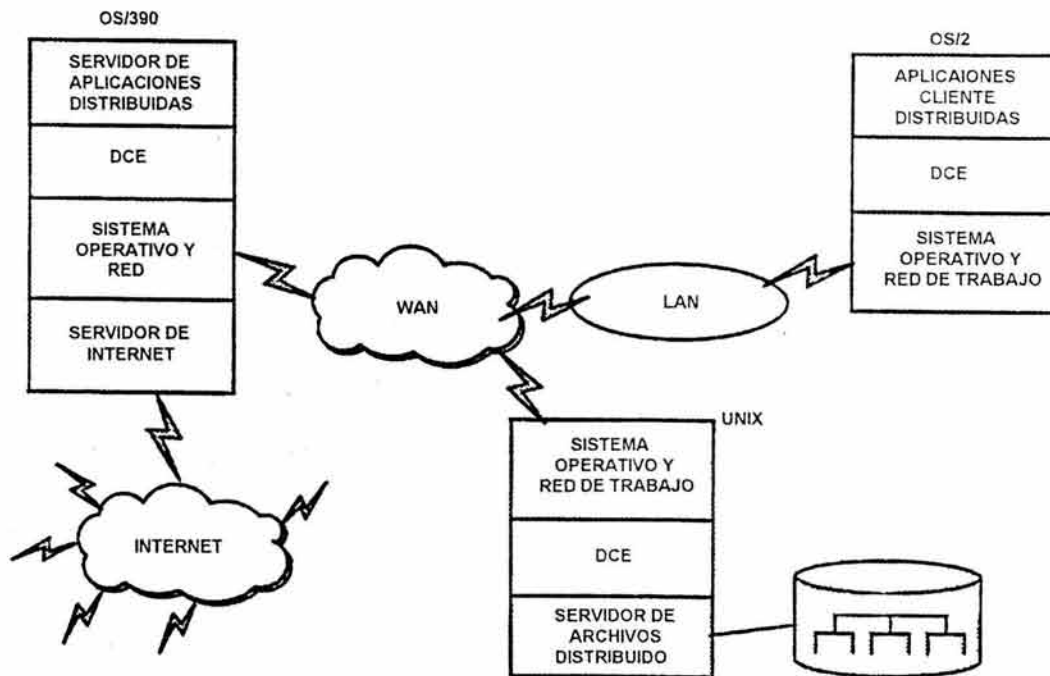 OS/390
SERVIDOR DE
APLICACIONES
DISTRIBUIDAS
DCE
SISTEMA
OPERATIVO Y
RED
SERVIDOR DE
INTERNET
INTERNET
WAN
LAN
OS/2
APLICAIONES
CLIENTE
DISTRIBUIDAS
DCE
SISTEMA
OPERATIVO Y
RED DE TRABAJO
UNIX
SISTEMA
OPERATIVO Y
RED DE TRABAJO
DCE
SERVIDOR DE
ARCHIVOS
DISTRIBUIDO